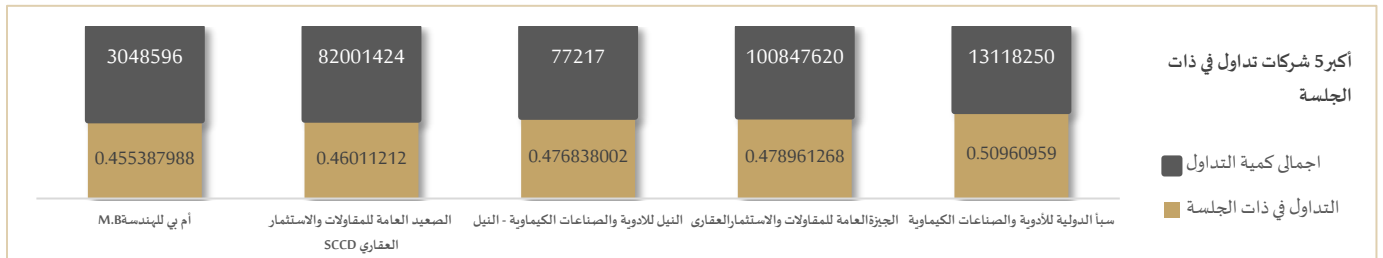 أكبر5 شركات تداول في ذات
الجلسة
اجمالى كمية التداول
التداول في ذات الجلسة
13118250
100847620
77217
82001424
3048596
0.50960959
0.478961268
0.476838002
0.46011212
0.455387988
سبأ الدولية للأدوية والصناعات الكيماوية
الجيزةالعامة للمقاولات والاستثمارالعقارى
النيل للادوية والصناعات الكيماوية - النيل
الصعيد العامة للمقاولات والاستثمار
العقاري SCCD
أم بي للهندسةM.B